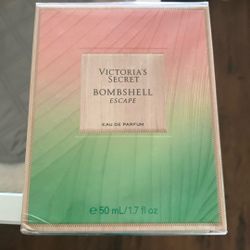 VICTORIA'S
SECRET
BOMBSHELL
ESCAPE
EAU DE PARFUM
℮ 50 mL/1.7 fl oz